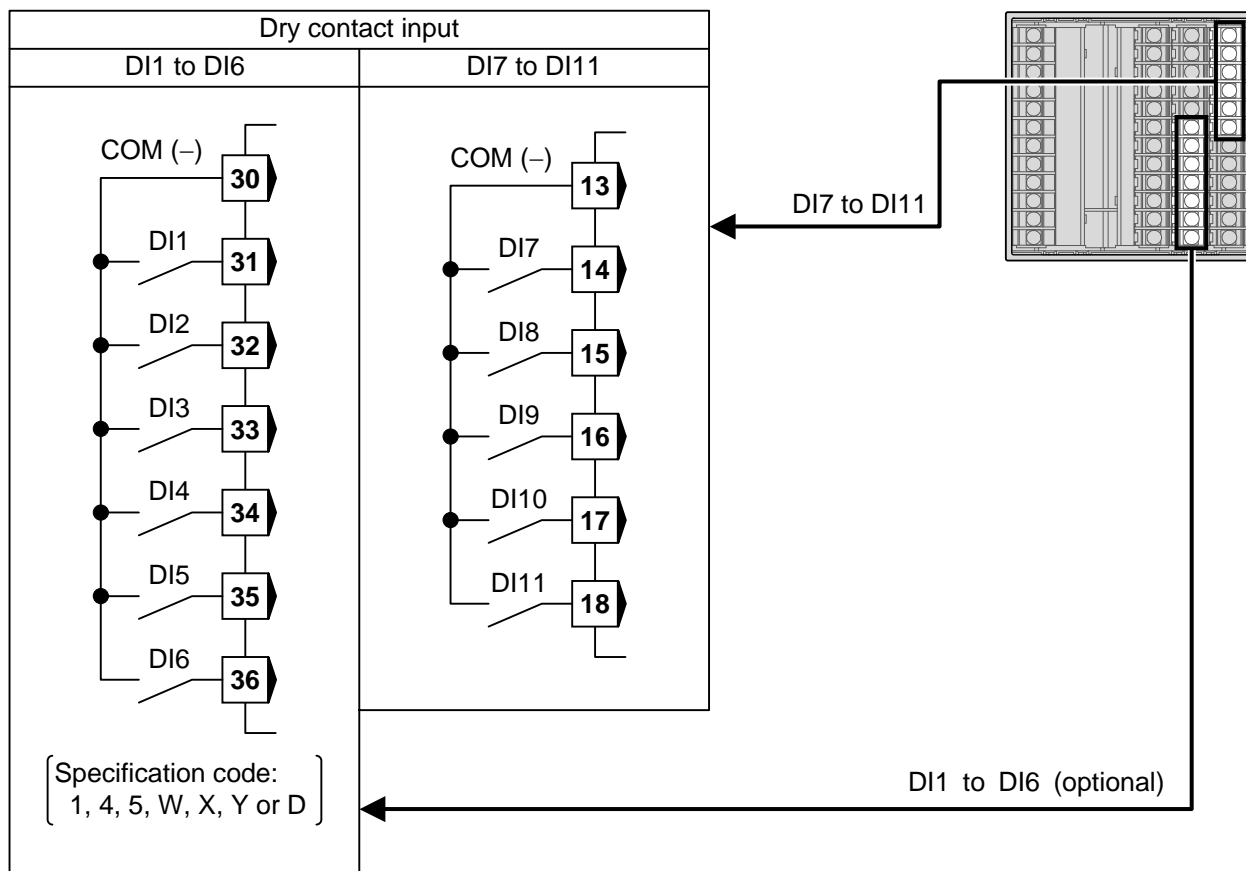 Dry contact input
DI1 to DI6
DI7 to DI11
COM (−)
30
DI1
31
DI2
32
DI3
33
DI4
34
DI5
35
DI6
36
Specification code:
1, 4, 5, W, X, Y or D
COM (−)
13
DI7
14
DI8
15
DI9
16
DI10
17
DI11
18
DI7 to DI11
DI1 to DI6 (optional)